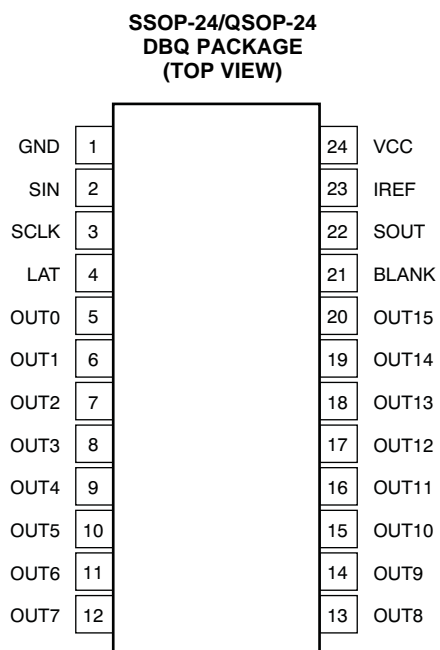 SSOP-24/QSOP-24
DBQ PACKAGE
(TOP VIEW)
GND 1 24 VCC
SIN 2 23 IREF
SCLK 3 22 SOUT
LAT 4 21 BLANK
OUT0 5 20 OUT15
OUT1 6 19 OUT14
OUT2 7 18 OUT13
OUT3 8 17 OUT12
OUT4 9 16 OUT11
OUT5 10 15 OUT10
OUT6 11 14 OUT9
OUT7 12 13 OUT8